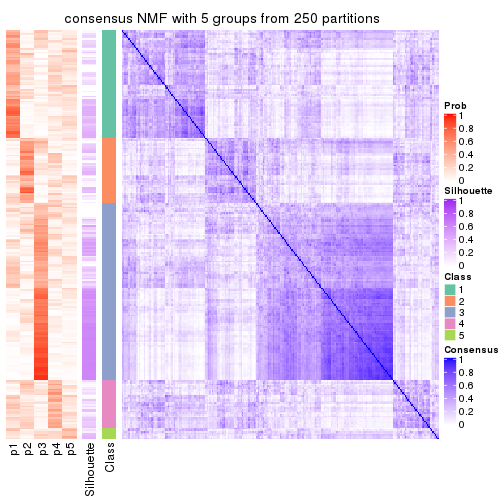 consensus NMF with 5 groups from 250 partitions
Prob
1
0.8
0.6
0.4
0.2
0
Silhouette
1
0.8
0.6
0.4
0.2
0
Class
1
2
3
4
5
Consensus
1
0.8
0.6
0.4
0.2
0
p1
p2
p3
p4
p5
Silhouette
Class